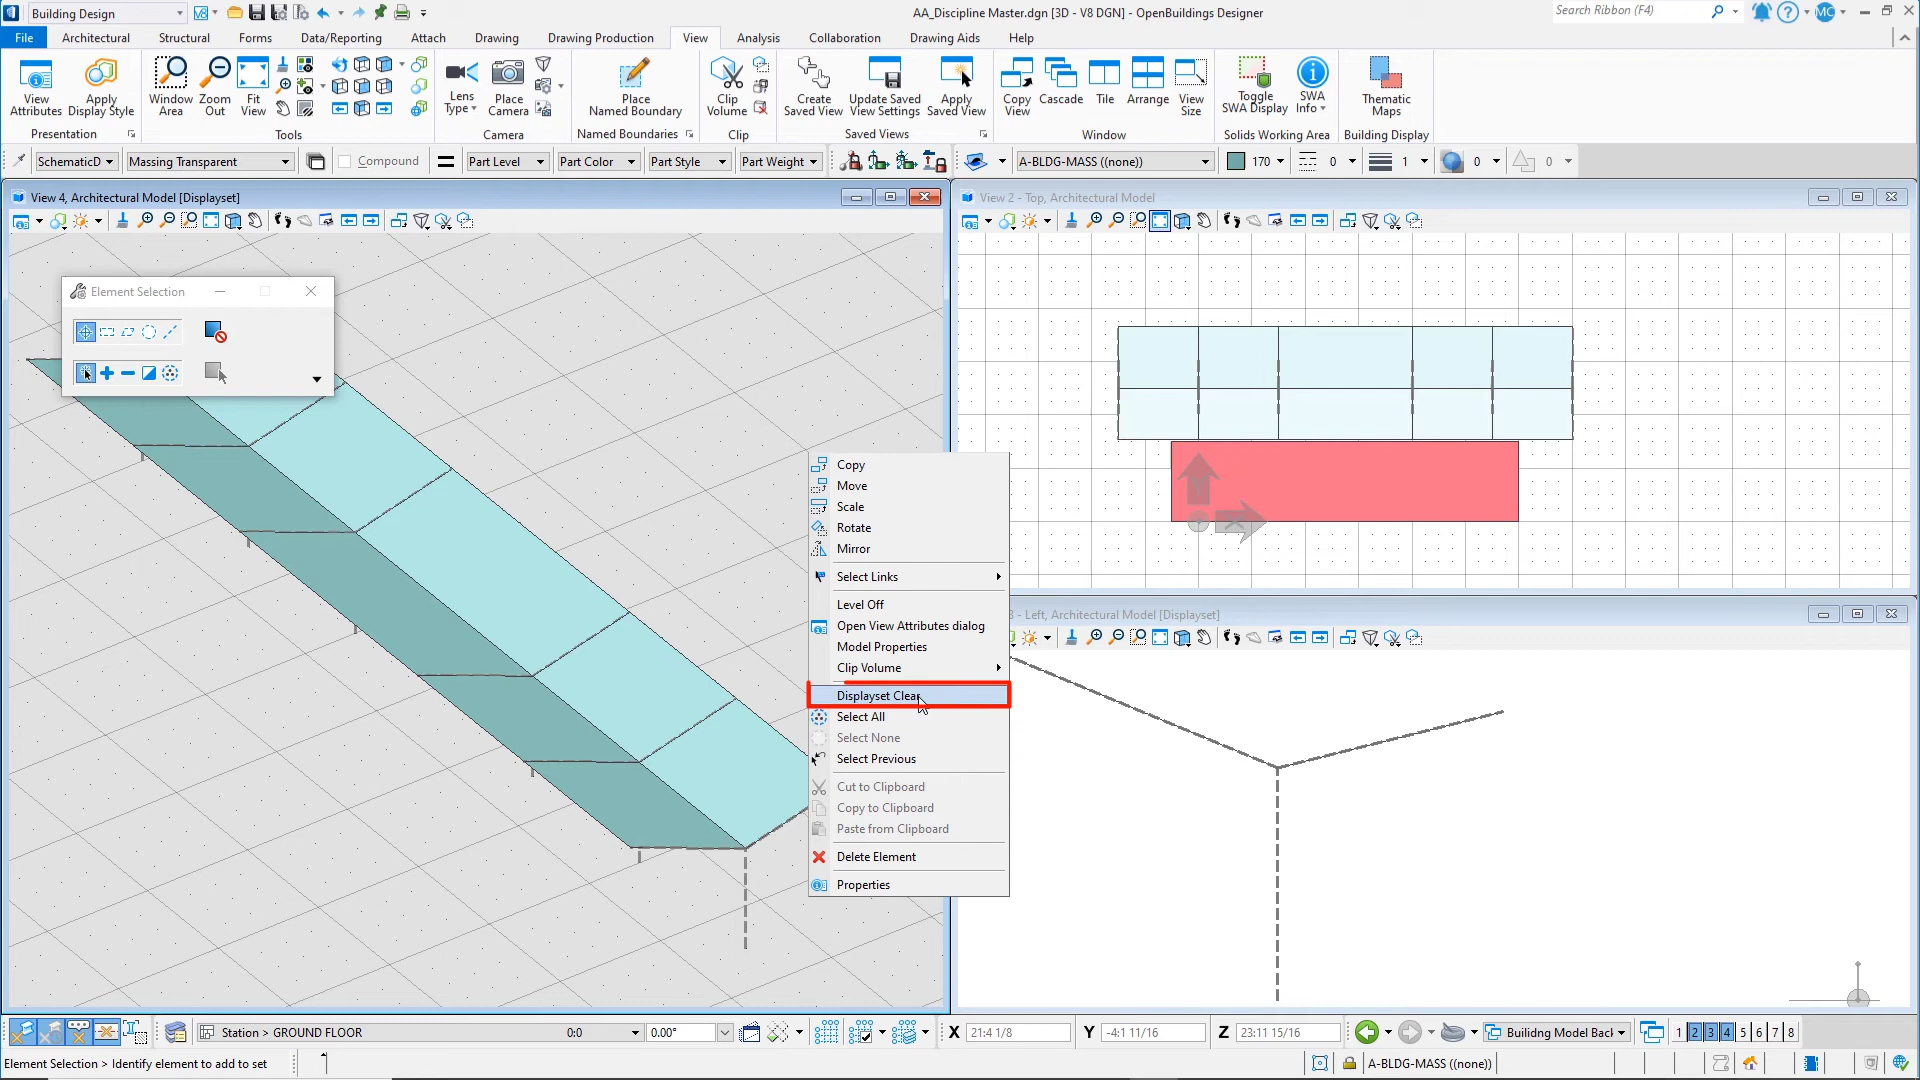 Building Design
AA_Discipline Master.dgn [3D - V8 DGN] - OpenBuildings Designer
Search Ribbon (F4)
MC
File
Architectural
Structural
Forms
Data/Reporting
Attach
Drawing
Drawing Production
View
Analysis
Collaboration
Drawing Aids
Help
View Attributes
Apply Display Style
Window Area
Zoom Out
Fit View
Lens Type
Place Camera
Place Named Boundary
Clip Volume
Create Saved View
Update Saved View Settings
Apply Saved View
Copy View
Cascade
Tile
Arrange
View Size
Toggle SWA Display
SWA Info
Thematic Maps
Presentation
Tools
Camera
Named Boundaries
Clip
Saved Views
Window
Solids Working Area
Building Display
SchematicD
Massing Transparent
Compound
Part Level
Part Color
Part Style
Part Weight
A-BLDG-MASS ((none))
170
0
1
0
0
View 4, Architectural Model [Displayset]
View 2 - Top, Architectural Model
Element Selection
Copy
Move
Scale
Rotate
Mirror
Select Links
Level Off
Open View Attributes dialog
Model Properties
Clip Volume
Displayset Clear
Select All
Select None
Select Previous
Cut to Clipboard
Copy to Clipboard
Paste from Clipboard
Delete Element
Properties
3 - Left, Architectural Model [Displayset]
Station > GROUND FLOOR
0:0
0.00°
X 21:4 1/8
Y -4:1 11/16
Z 23:11 15/16
Builidng Model Back
1 2 3 4 5 6 7 8
Element Selection > Identify element to add to set
A-BLDG-MASS ((none))